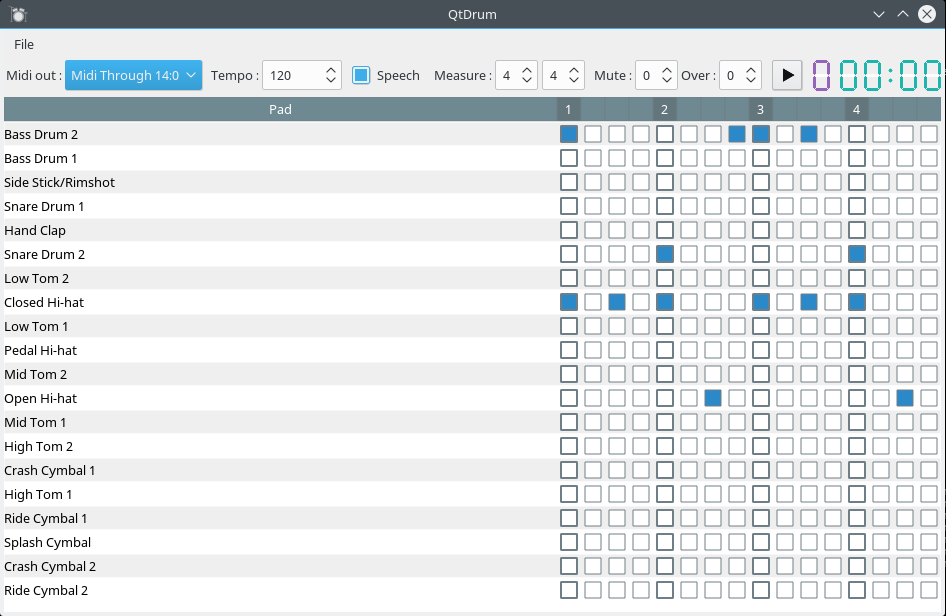 QtDrum
File
Midi out : Midi Through 14:0 Tempo : 120 Speech Measure : 4 4 Mute : 0 Over : 0 0 00:00
Pad 1 2 3 4
Bass Drum 2
Bass Drum 1
Side Stick/Rimshot
Snare Drum 1
Hand Clap
Snare Drum 2
Low Tom 2
Closed Hi-hat
Low Tom 1
Pedal Hi-hat
Mid Tom 2
Open Hi-hat
Mid Tom 1
High Tom 2
Crash Cymbal 1
High Tom 1
Ride Cymbal 1
Splash Cymbal
Crash Cymbal 2
Ride Cymbal 2